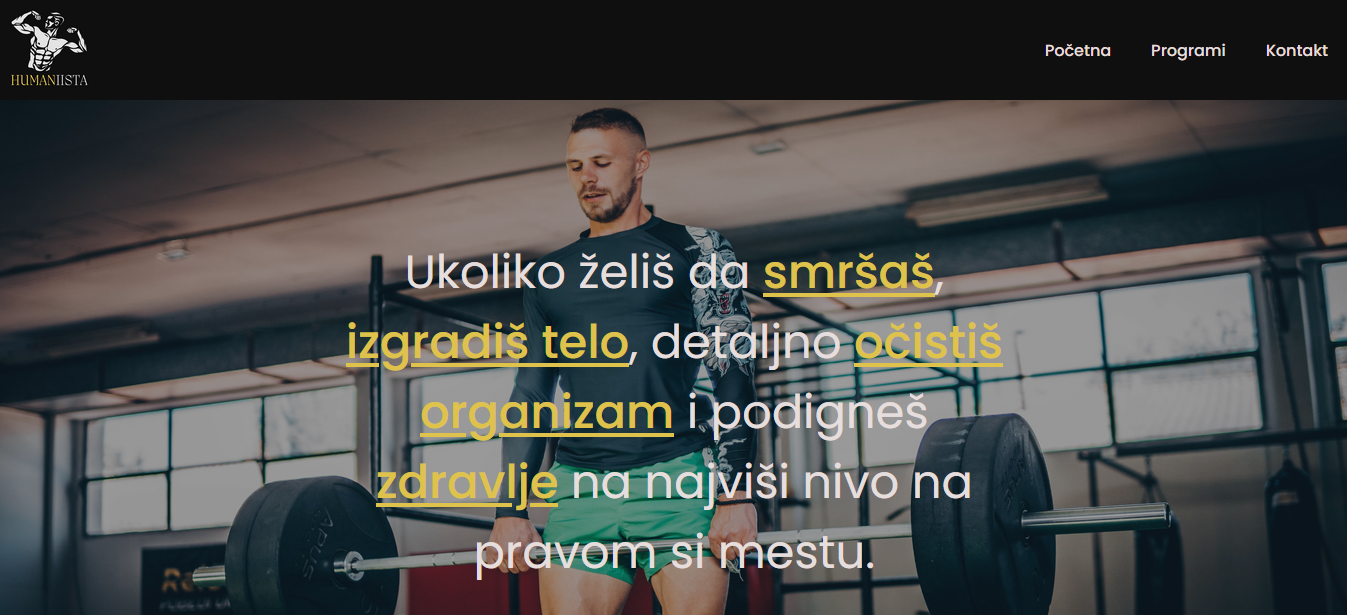 HUMANIISTA
Početna
Programi
Kontakt
Ukoliko želiš da smršaš,
izgradiš telo, detaljno očistiš
organizam i podigneš
zdravlje na najviši nivo na
pravom si mestu.